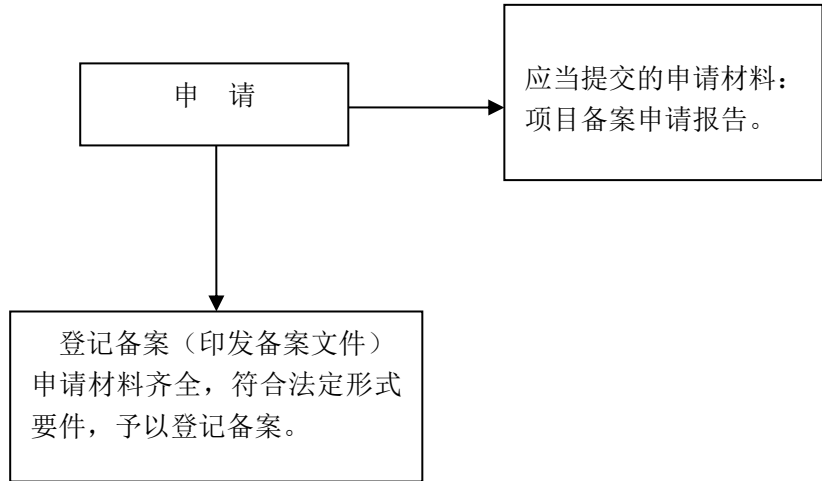 申 请
应当提交的申请材料：
项目备案申请报告。
登记备案（印发备案文件）
申请材料齐全，符合法定形式
要件，予以登记备案。